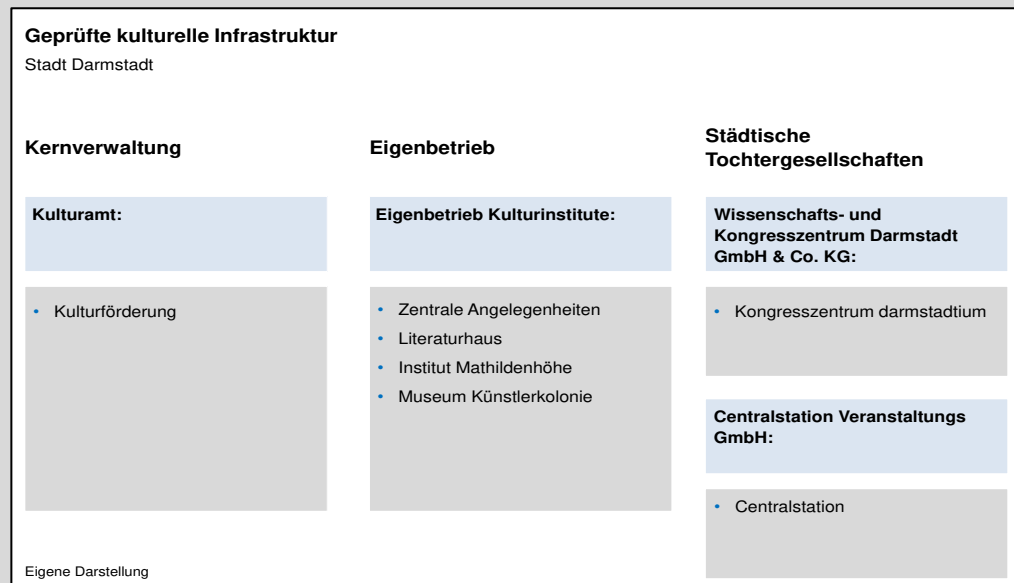 Geprüfte kulturelle Infrastruktur
Stadt Darmstadt
Kernverwaltung
Kulturamt:
• Kulturförderung
Eigenbetrieb
Eigenbetrieb Kulturinstitute:
• Zentrale Angelegenheiten
• Literaturhaus
• Institut Mathildenhöhe
• Museum Künstlerkolonie
Städtische
Tochtergesellschaften
Wissenschafts- und
Kongresszentrum Darmstadt
GmbH & Co. KG:
• Kongresszentrum darmstadtium
Centralstation Veranstaltungs
GmbH:
• Centralstation
Eigene Darstellung